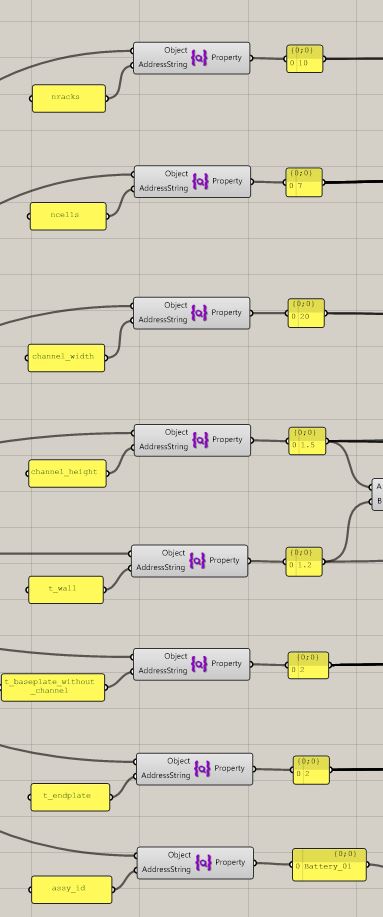 Object
AddressString
Property
{0;0}
0 10
nracks
Object
AddressString
Property
{0;0}
0 7
ncells
Object
AddressString
Property
{0;0}
0 20
channel_width
Object
AddressString
Property
{0;0}
0 1.5
channel_height
A
B
Object
AddressString
Property
{0;0}
0 1.2
t_wall
Object
AddressString
Property
{0;0}
0 2
t_baseplate_without
_channel
Object
AddressString
Property
{0;0}
0 2
t_endplate
Object
AddressString
Property
{0;0}
0 Battery_01
assy_id